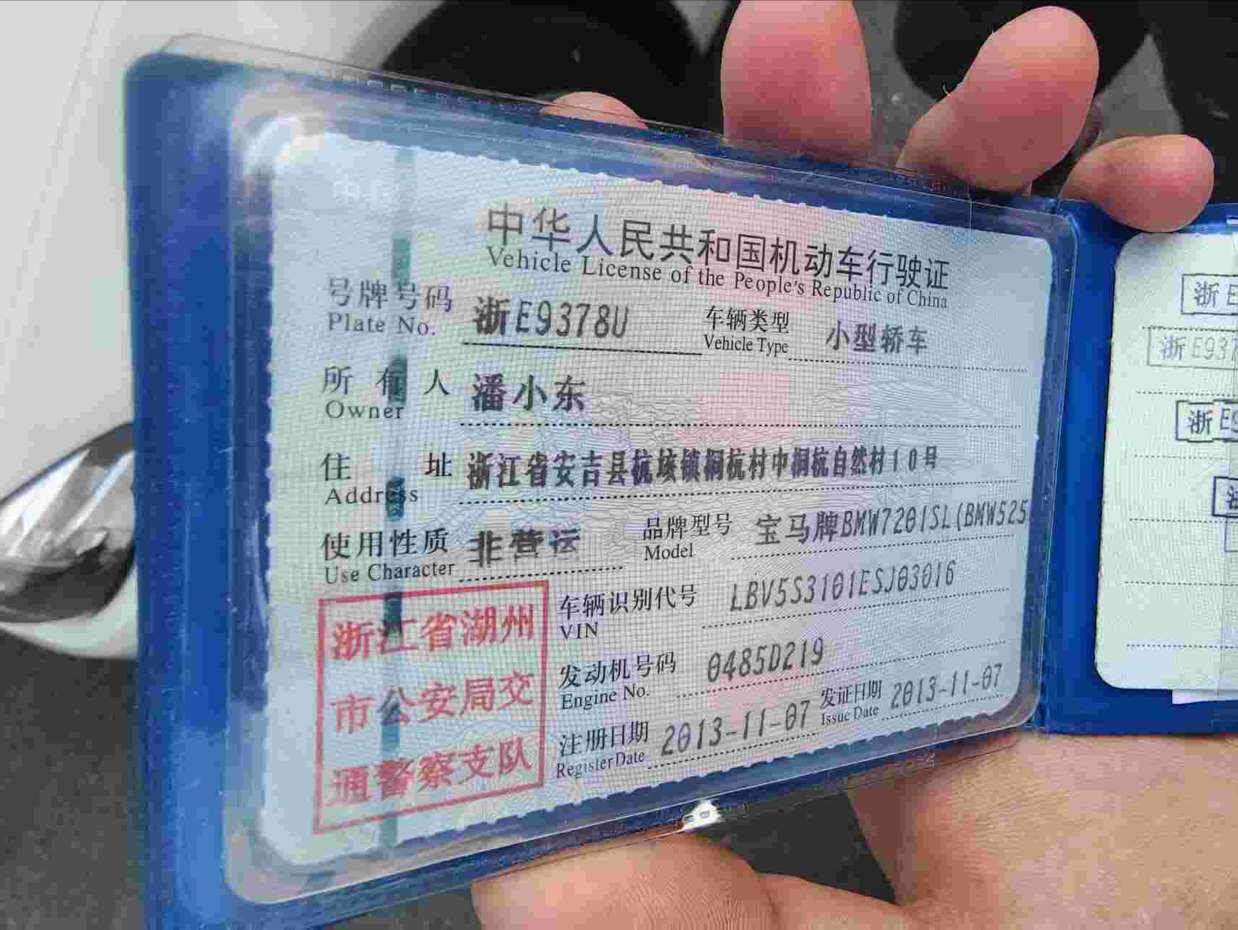 中华人民共和国机动车行驶证
Vehicle License of the People's Republic of China
号牌号码 浙E9378U 车辆类型 小型轿车
Plate No. Vehicle Type
所有人 潘小东
Owner
住址 浙江省安吉县杭垓镇桐杭村中桐杭自然村10号
Address
使用性质 非营运 品牌型号 宝马牌BMW7201SL(BMW525
Use Character Model
车辆识别代号 LBV5S3101ESJ03016
VIN
发动机号码 0485D219
Engine No.
注册日期 2013-11-07 发证日期 2013-11-07
Register Date Issue Date
浙江省湖州
市公安局交
通警察支队
浙E
浙E937
浙E9